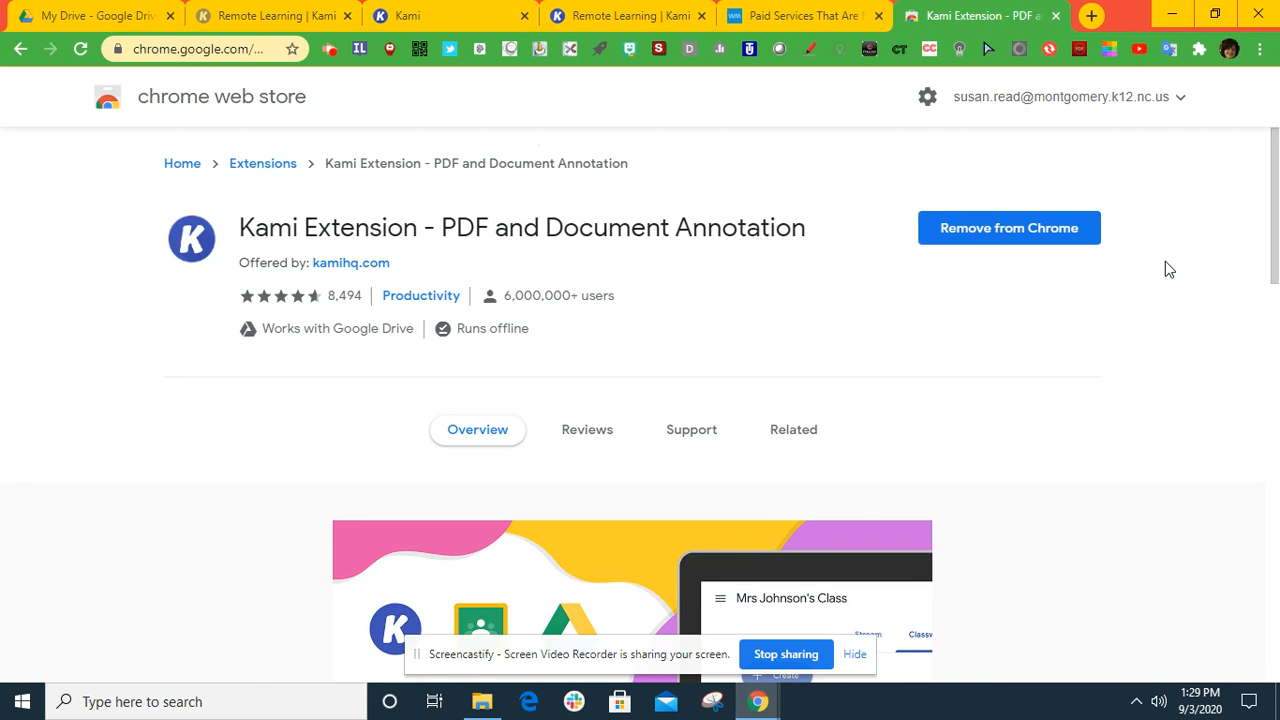 My Drive - Google Driv
Remote Learning | Kami
Kami
Remote Learning | Kami
Paid Services That Are
Kami Extension - PDF a
chrome.google.com/...
chrome web store
susan.read@montgomery.k12.nc.us
Home > Extensions > Kami Extension - PDF and Document Annotation
Kami Extension - PDF and Document Annotation
Remove from Chrome
Offered by: kamihq.com
8,494 | Productivity | 6,000,000+ users
Works with Google Drive | Runs offline
Overview Reviews Support Related
Mrs Johnson's Class
Stream Classw
Create
Screencastify - Screen Video Recorder is sharing your screen. Stop sharing Hide
Type here to search
1:29 PM
9/3/2020